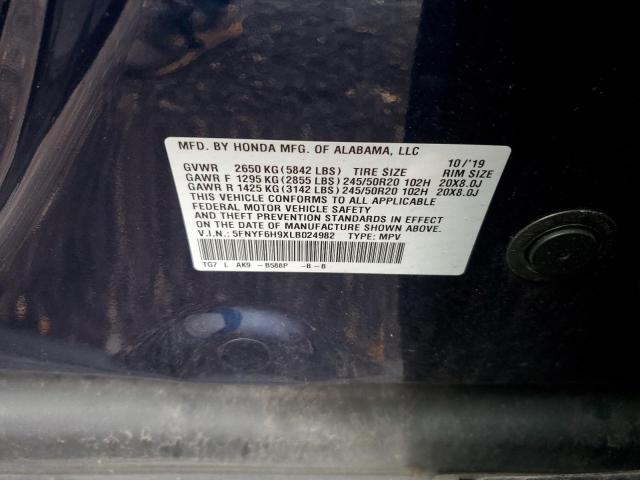 MFD. BY HONDA MFG. OF ALABAMA, LLC 10/'19
GVWR 2650 KG (5842 LBS) TIRE SIZE RIM SIZE
GAWR F 1295 KG (2855 LBS) 245/50R20 102H 20X8.0J
GAWR R 1425 KG (3142 LBS) 245/50R20 102H 20X8.0J
THIS VEHICLE CONFORMS TO ALL APPLICABLE
FEDERAL MOTOR VEHICLE SAFETY
AND THEFT PREVENTION STANDARDS IN EFFECT
ON THE DATE OF MANUFACTURE SHOWN ABOVE.
V.I.N.: 5FNYF6H9XLB024982 TYPE: MPV
TG7 L AK9 -B588P -B-B